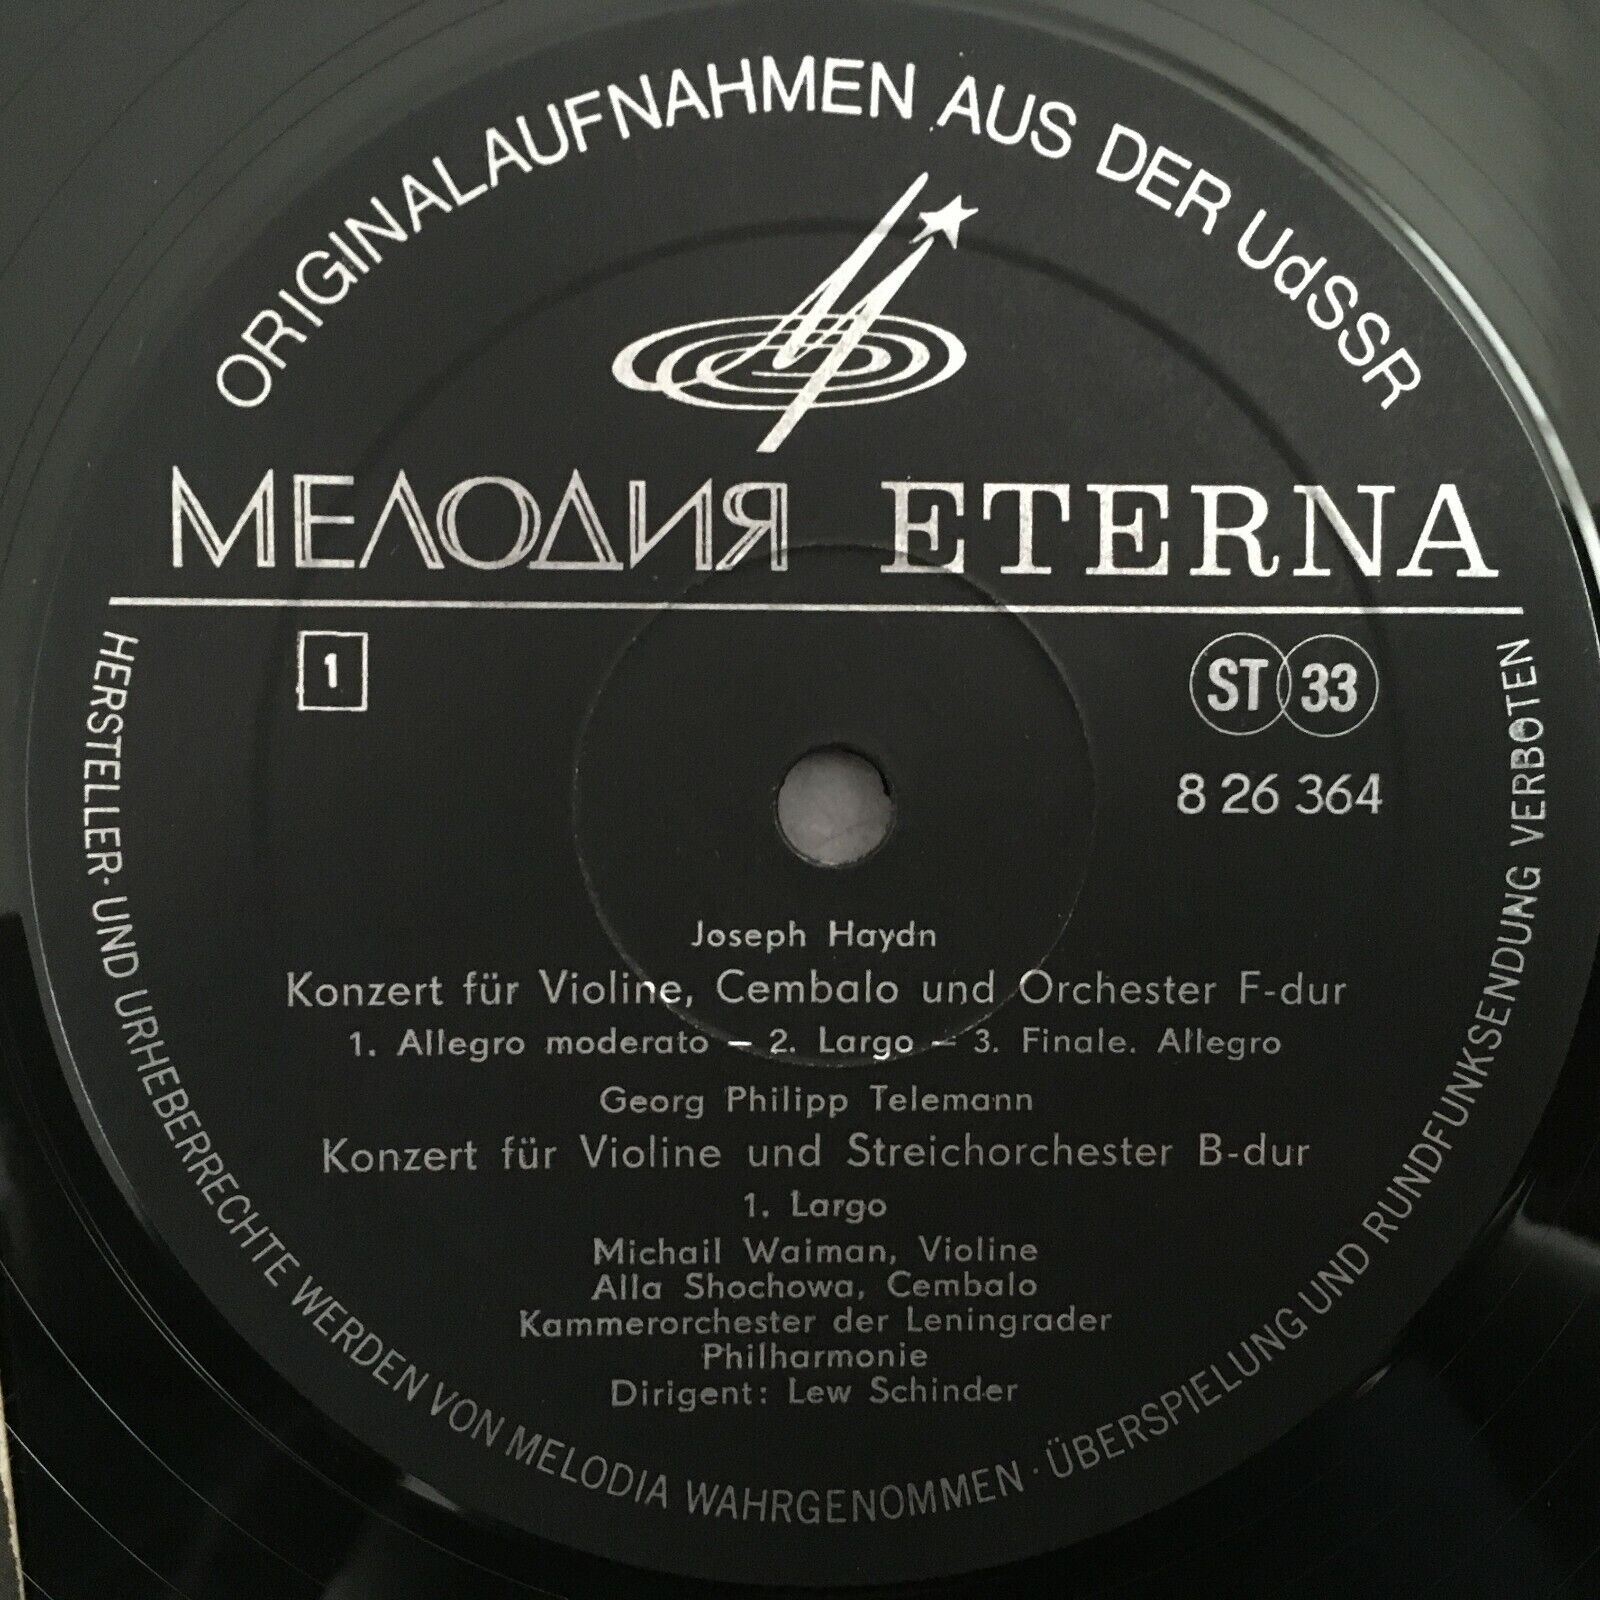 ORIGINALAUFNAHMEN AUS DER UdSSR
МЕЛОДИЯ ETERNA
1
ST 33
8 26 364
Joseph Haydn
Konzert für Violine, Cembalo und Orchester F-dur
1. Allegro moderato – 2. Largo – 3. Finale. Allegro
Georg Philipp Telemann
Konzert für Violine und Streichorchester B-dur
1. Largo
Michail Waiman, Violine
Alla Shochowa, Cembalo
Kammerorchester der Leningrader
Philharmonie
Dirigent: Lew Schinder
HERSTELLER- UND URHEBERRECHTE WERDEN VON MELODIA WAHRGENOMMEN · ÜBERSPIELUNG UND RUNDFUNKSENDUNG VERBOTEN